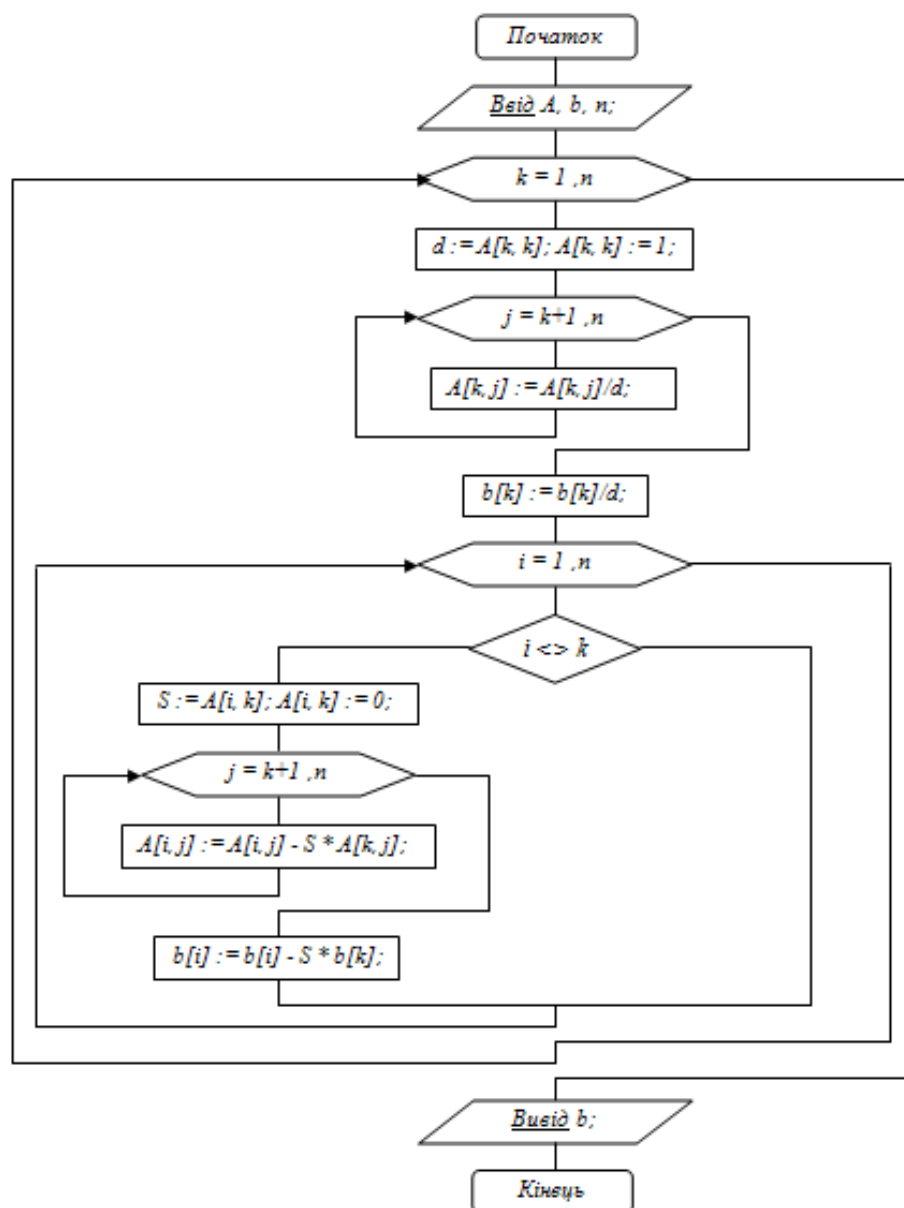 Початок
Ввід A, b, n;
k = 1 ,n
d := A[k, k]; A[k, k] := 1;
j = k+1 ,n
A[k, j] := A[k, j]/d;
b[k] := b[k]/d;
i = 1 ,n
i <> k
S := A[i, k]; A[i, k] := 0;
j = k+1 ,n
A[i, j] := A[i, j] - S * A[k, j];
b[i] := b[i] - S * b[k];
Вивід b;
Кінець